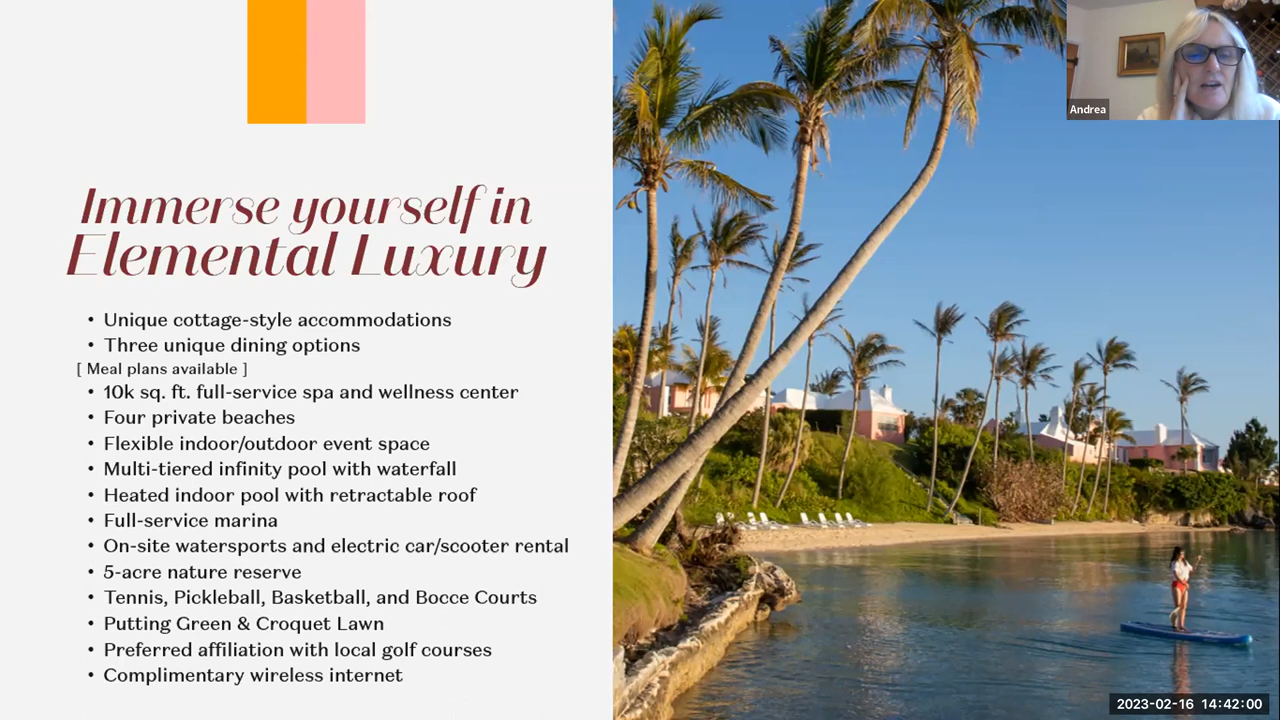 Immerse yourself in
Elemental Luxury
• Unique cottage-style accommodations
• Three unique dining options
[ Meal plans available ]
• 10k sq. ft. full-service spa and wellness center
• Four private beaches
• Flexible indoor/outdoor event space
• Multi-tiered infinity pool with waterfall
• Heated indoor pool with retractable roof
• Full-service marina
• On-site watersports and electric car/scooter rental
• 5-acre nature reserve
• Tennis, Pickleball, Basketball, and Bocce Courts
• Putting Green & Croquet Lawn
• Preferred affiliation with local golf courses
• Complimentary wireless internet
Andrea
2023-02-16 14:42:00